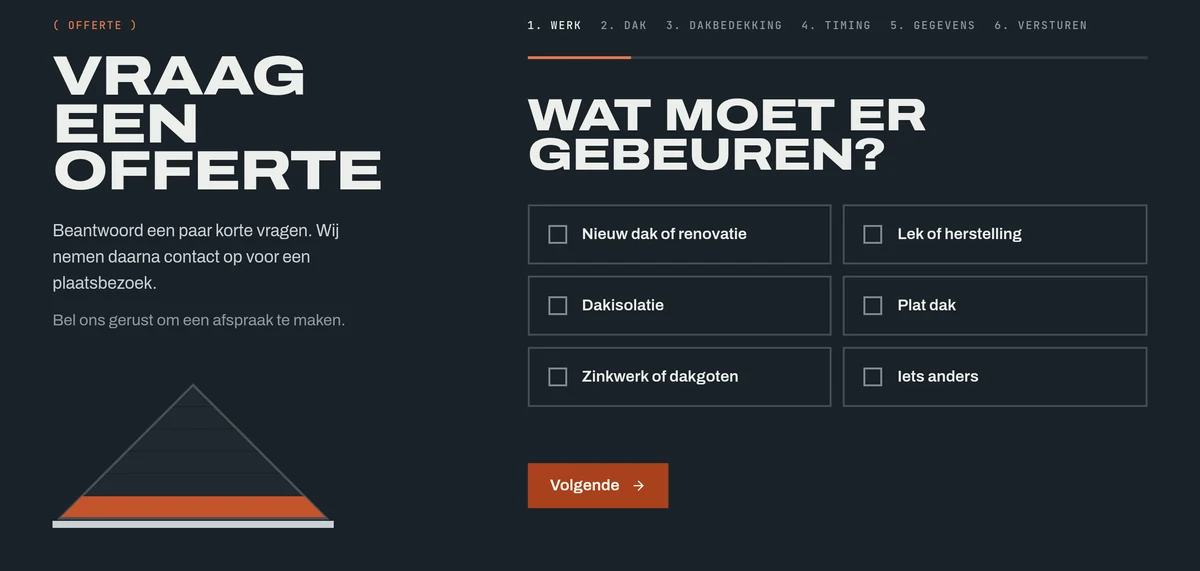 ( OFFERTE )
VRAAG
EEN
OFFERTE
Beantwoord een paar korte vragen. Wij
nemen daarna contact op voor een
plaatsbezoek.
Bel ons gerust om een afspraak te maken.
1. WERK 2. DAK 3. DAKBEDEKKING 4. TIMING 5. GEGEVENS 6. VERSTUREN
WAT MOET ER
GEBEUREN?
Nieuw dak of renovatie
Lek of herstelling
Dakisolatie
Plat dak
Zinkwerk of dakgoten
Iets anders
Volgende →